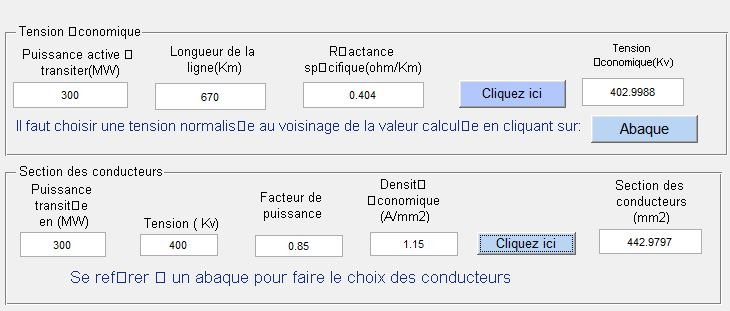 Tension �conomique
Puissance active � transiter(MW)
300
Longueur de la ligne(Km)
670
R�actance sp�cifique(ohm/Km)
0.404
Cliquez ici
Tension �conomique(Kv)
402.9988
Il faut choisir une tension normalis�e au voisinage de la valeur calcul�e en cliquant sur:
Abaque
Section des conducteurs
Puissance transit�e en (MW)
300
Tension ( Kv)
400
Facteur de puissance
0.85
Densit� �conomique (A/mm2)
1.15
Cliquez ici
Section des conducteurs (mm2)
442.9797
Se ref�rer � un abaque pour faire le choix des conducteurs